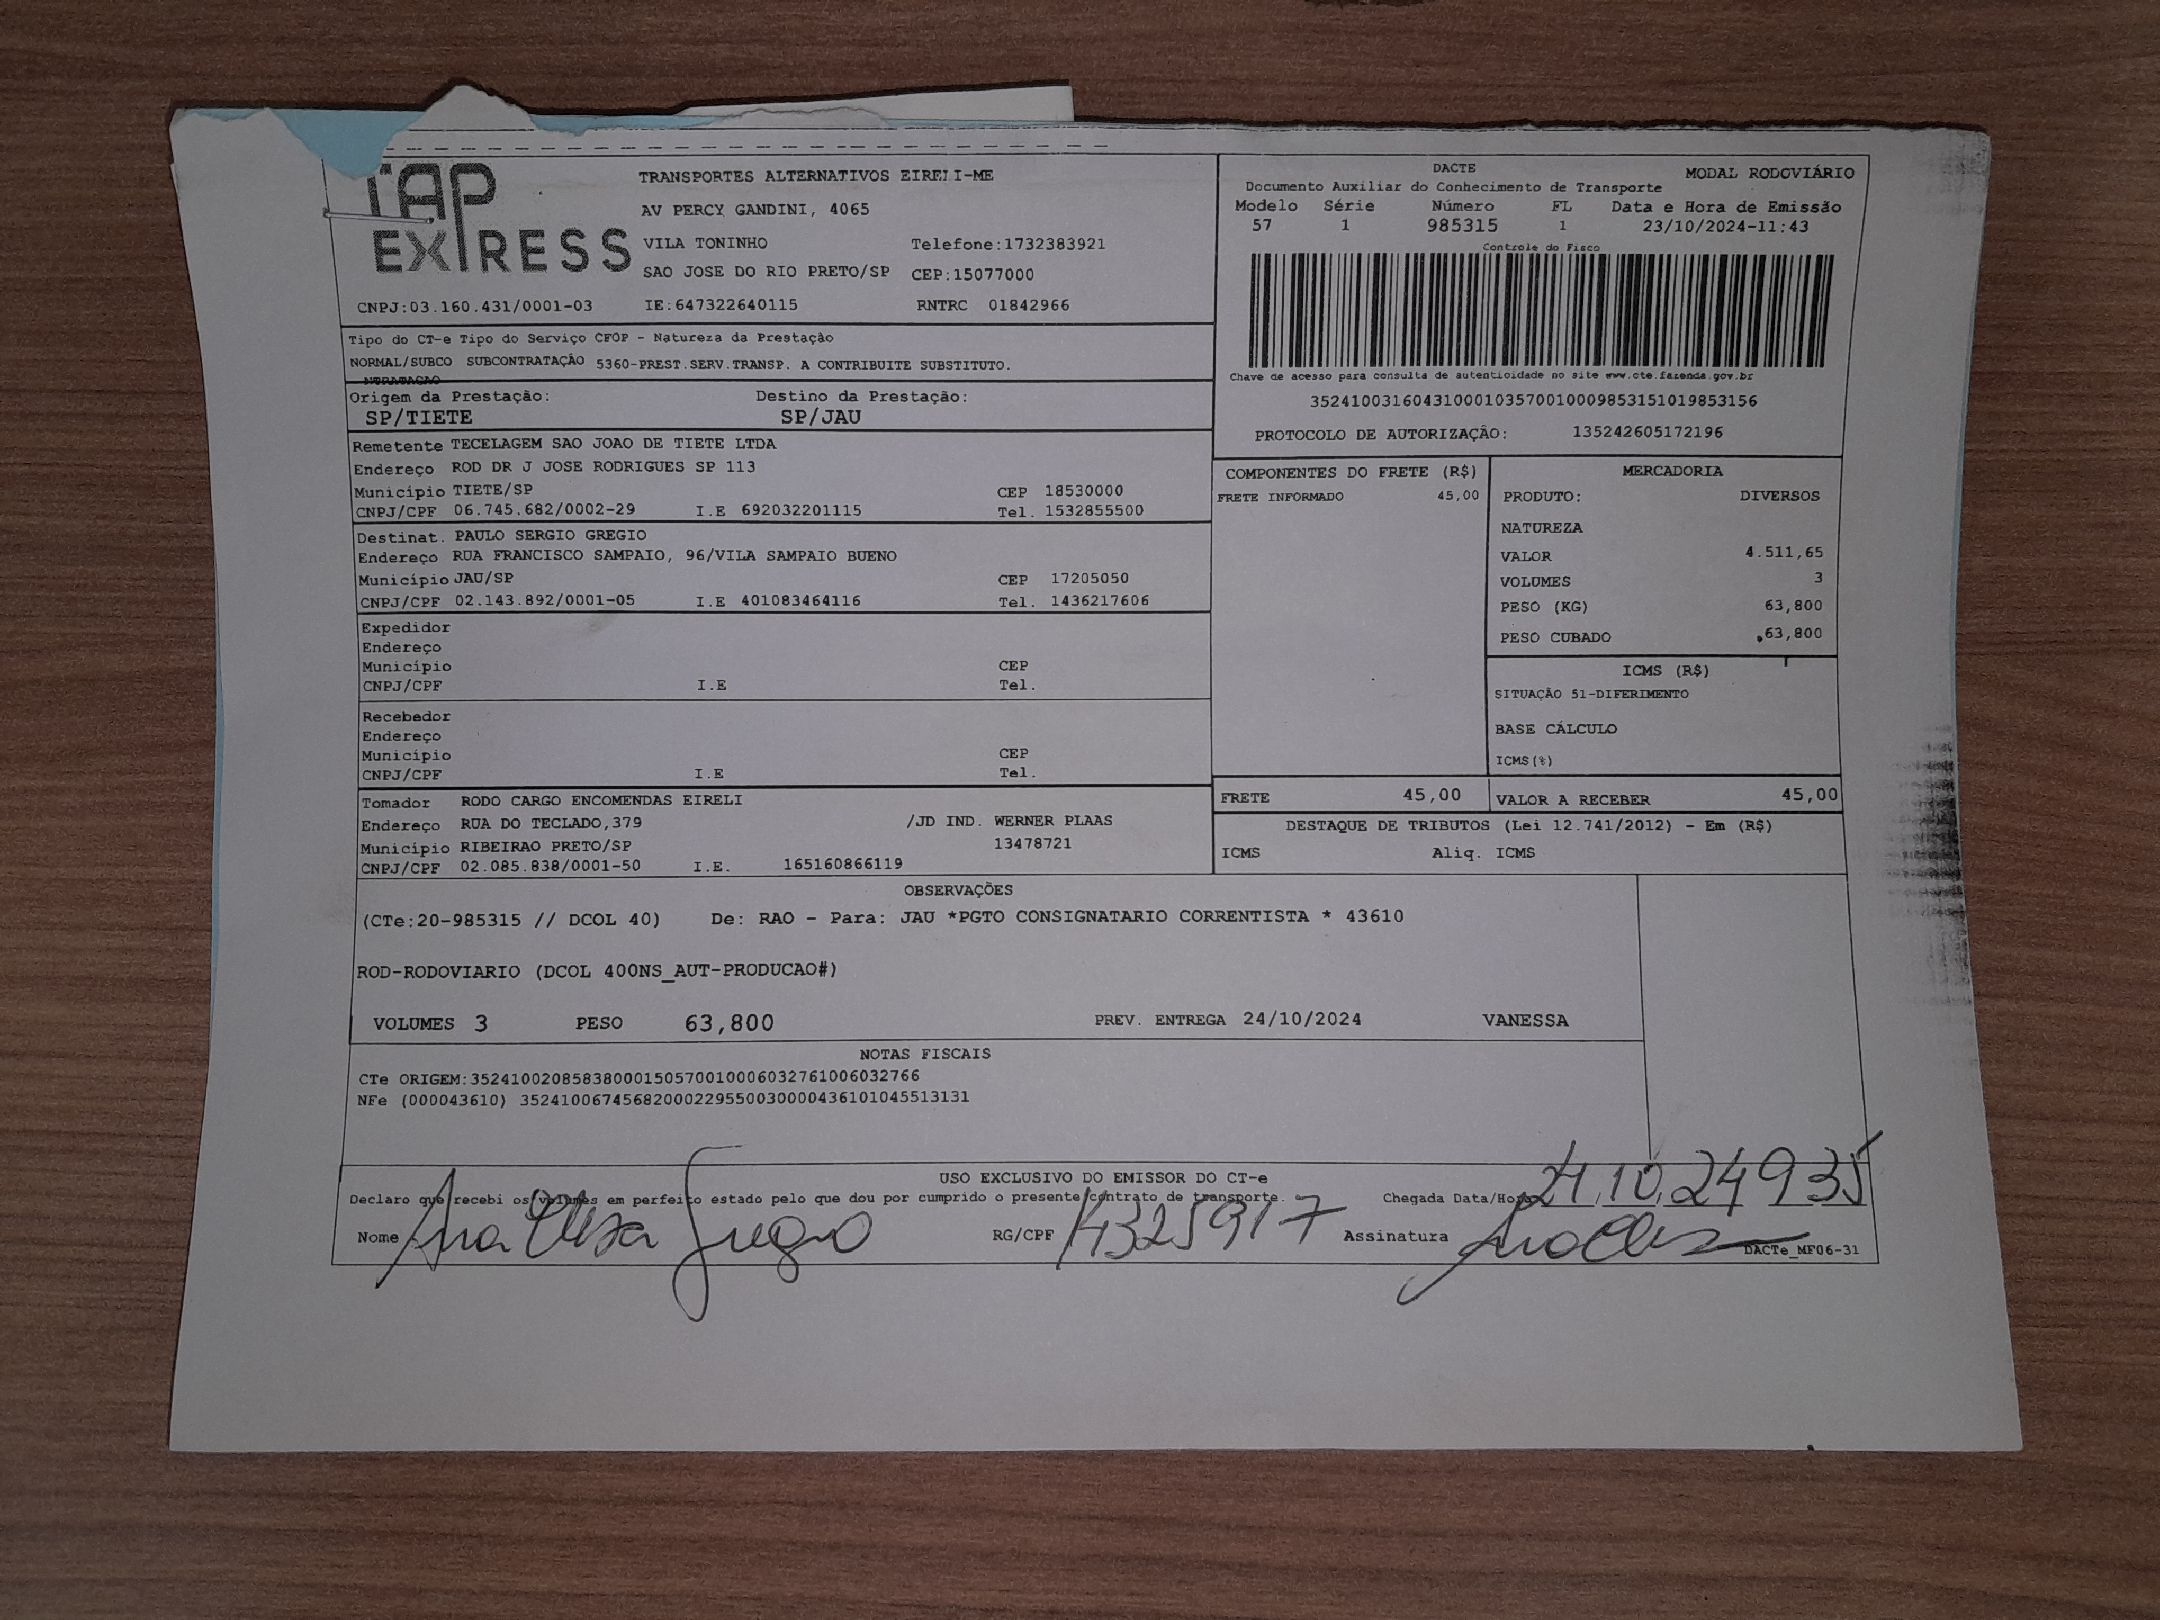 TAP
EXPRESS
TRANSPORTES ALTERNATIVOS EIRELI-ME
AV PERCY GANDINI, 4065
VILA TONINHO Telefone:1732383921
SAO JOSE DO RIO PRETO/SP CEP:15077000
CNPJ:03.160.431/0001-03 IE:647322640115 RNTRC 01842966
DACTE MODAL RODOVIÁRIO
Documento Auxiliar do Conhecimento de Transporte
Modelo Série Número FL Data e Hora de Emissão
57 1 985315 1 23/10/2024-11:43
Controle do Fisco
Chave de acesso para consulta de autenticidade no site www.cte.fazenda.gov.br
35241003160431000103570010009853151019853156
PROTOCOLO DE AUTORIZAÇÃO: 135242605172196
Tipo do CT-e Tipo do Serviço CFOP - Natureza da Prestação
NORMAL/SUBCO SUBCONTRATAÇÃO 5360-PREST.SERV.TRANSP. A CONTRIBUITE SUBSTITUTO.
NTRATAÇÃO
Origem da Prestação: Destino da Prestação:
SP/TIETE SP/JAU
Remetente TECELAGEM SAO JOAO DE TIETE LTDA
Endereço ROD DR J JOSE RODRIGUES SP 113
Município TIETE/SP CEP 18530000
CNPJ/CPF 06.745.682/0002-29 I.E 692032201115 Tel. 1532855500
Destinat. PAULO SERGIO GREGIO
Endereço RUA FRANCISCO SAMPAIO, 96/VILA SAMPAIO BUENO
Município JAU/SP CEP 17205050
CNPJ/CPF 02.143.892/0001-05 I.E 401083464116 Tel. 1436217606
Expedidor
Endereço
Município CEP
CNPJ/CPF I.E Tel.
Recebedor
Endereço
Município CEP
CNPJ/CPF I.E Tel.
Tomador RODO CARGO ENCOMENDAS EIRELI
Endereço RUA DO TECLADO,379 /JD IND. WERNER PLAAS
Município RIBEIRAO PRETO/SP 13478721
CNPJ/CPF 02.085.838/0001-50 I.E. 165160866119
COMPONENTES DO FRETE (R$)
FRETE INFORMADO 45,00
MERCADORIA
PRODUTO: DIVERSOS
NATUREZA
VALOR 4.511,65
VOLUMES 3
PESO (KG) 63,800
PESO CUBADO 63,800
ICMS (R$)
SITUAÇÃO 51-DIFERIMENTO
BASE CÁLCULO
ICMS(%)
FRETE 45,00 VALOR A RECEBER 45,00
DESTAQUE DE TRIBUTOS (Lei 12.741/2012) - Em (R$)
ICMS Aliq. ICMS
OBSERVAÇÕES
(CTe:20-985315 // DCOL 40) De: RAO - Para: JAU *PGTO CONSIGNATARIO CORRENTISTA * 43610
ROD-RODOVIARIO (DCOL 400NS_AUT-PRODUCAO#)
VOLUMES 3 PESO 63,800 PREV. ENTREGA 24/10/2024 VANESSA
NOTAS FISCAIS
CTe ORIGEM:35241002085838000150570010006032761006032766
NFe (000043610) 35241006745682000229550030000436101045513131
USO EXCLUSIVO DO EMISSOR DO CT-e
Declaro que recebi os volumes em perfeito estado pelo que dou por cumprido o presente contrato de transporte. Chegada Data/Hora 24.10.24 935
Nome Ana RG/CPF 14325917 Assinatura
DACTe_MF06-31